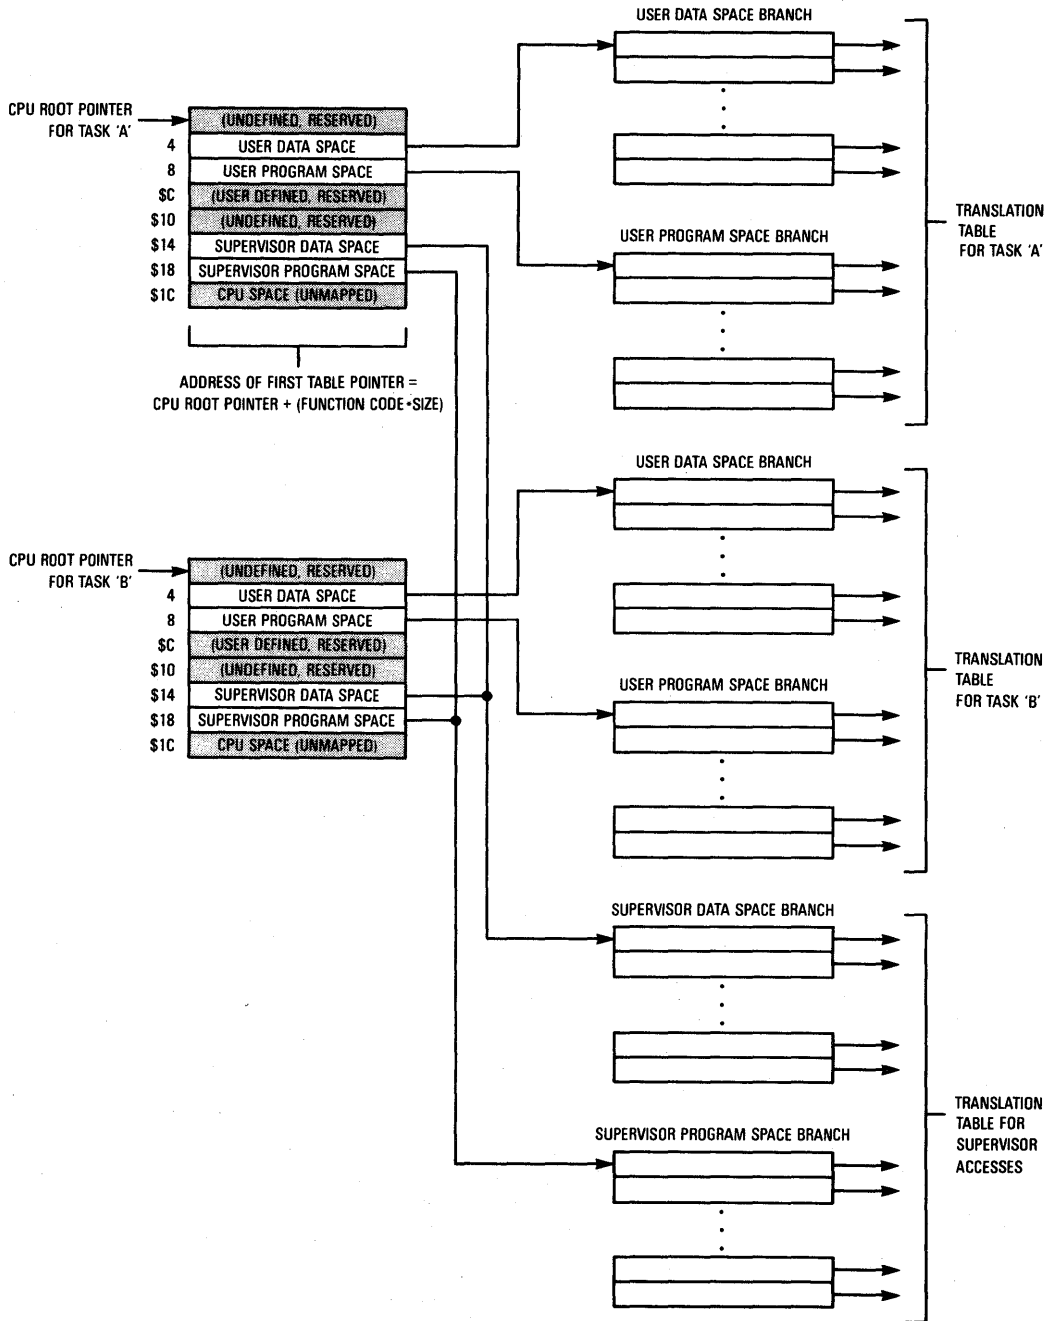 USER DATA SPACE BRANCH
CPU ROOT POINTER
FOR TASK 'A'
(UNDEFINED, RESERVED)
4 USER DATA SPACE
8 USER PROGRAM SPACE
$C (USER DEFINED, RESERVED)
$10 (UNDEFINED, RESERVED)
$14 SUPERVISOR DATA SPACE
$18 SUPERVISOR PROGRAM SPACE
$1C CPU SPACE (UNMAPPED)
USER PROGRAM SPACE BRANCH
TRANSLATION
TABLE
FOR TASK 'A'
ADDRESS OF FIRST TABLE POINTER =
CPU ROOT POINTER + (FUNCTION CODE•SIZE)
USER DATA SPACE BRANCH
CPU ROOT POINTER
FOR TASK 'B'
(UNDEFINED, RESERVED)
4 USER DATA SPACE
8 USER PROGRAM SPACE
$C (USER DEFINED, RESERVED)
$10 (UNDEFINED, RESERVED)
$14 SUPERVISOR DATA SPACE
$18 SUPERVISOR PROGRAM SPACE
$1C CPU SPACE (UNMAPPED)
USER PROGRAM SPACE BRANCH
TRANSLATION
TABLE
FOR TASK 'B'
SUPERVISOR DATA SPACE BRANCH
SUPERVISOR PROGRAM SPACE BRANCH
TRANSLATION
TABLE FOR
SUPERVISOR
ACCESSES